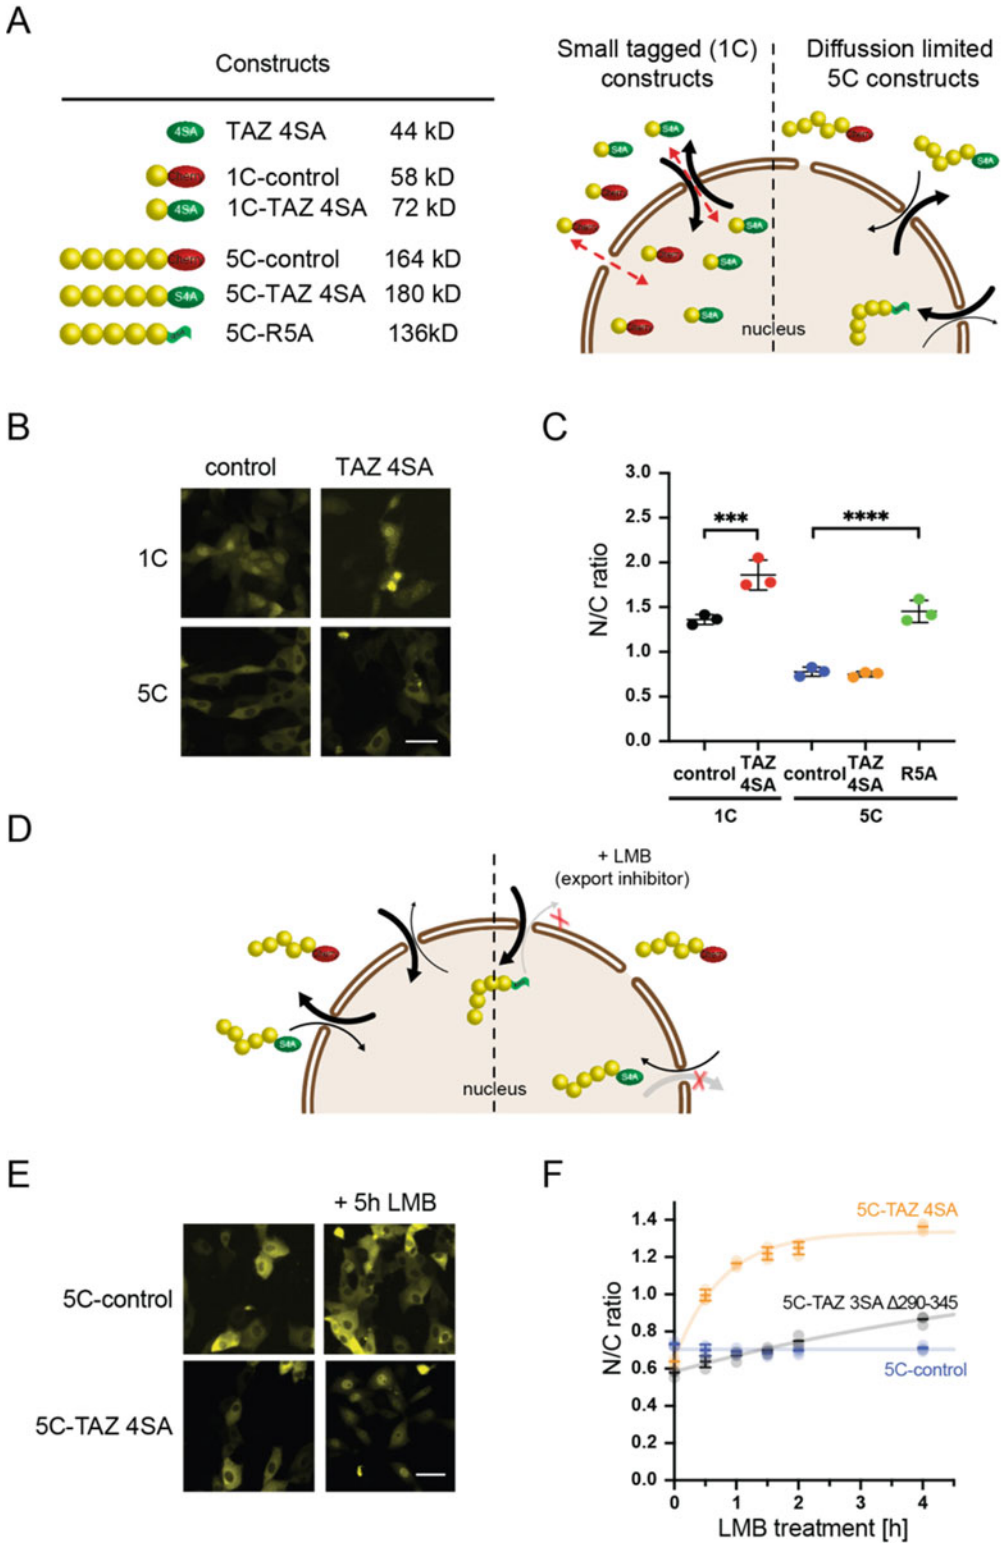 A
Constructs
4SA TAZ 4SA 44 kD
Cherry 1C-control 58 kD
4SA 1C-TAZ 4SA 72 kD
Cherry 5C-control 164 kD
S4A 5C-TAZ 4SA 180 kD
5C-R5A 136kD
Small tagged (1C)
constructs
Diffussion limited
5C constructs
S4A
S4A
S4A
S4A
S4A
S4A
nucleus
B
control TAZ 4SA
1C
5C
C
N/C ratio
3.0
2.5
2.0
1.5
1.0
0.5
0.0
***
****
control TAZ 4SA control TAZ 4SA R5A
1C 5C
D
+ LMB
(export inhibitor)
S4A
S4A
nucleus
E
+ 5h LMB
5C-control
5C-TAZ 4SA
F
N/C ratio
1.4
1.2
1.0
0.8
0.6
0.4
0.2
0.0
5C-TAZ 4SA
5C-TAZ 3SA Δ290-345
5C-control
0 1 2 3 4
LMB treatment [h]